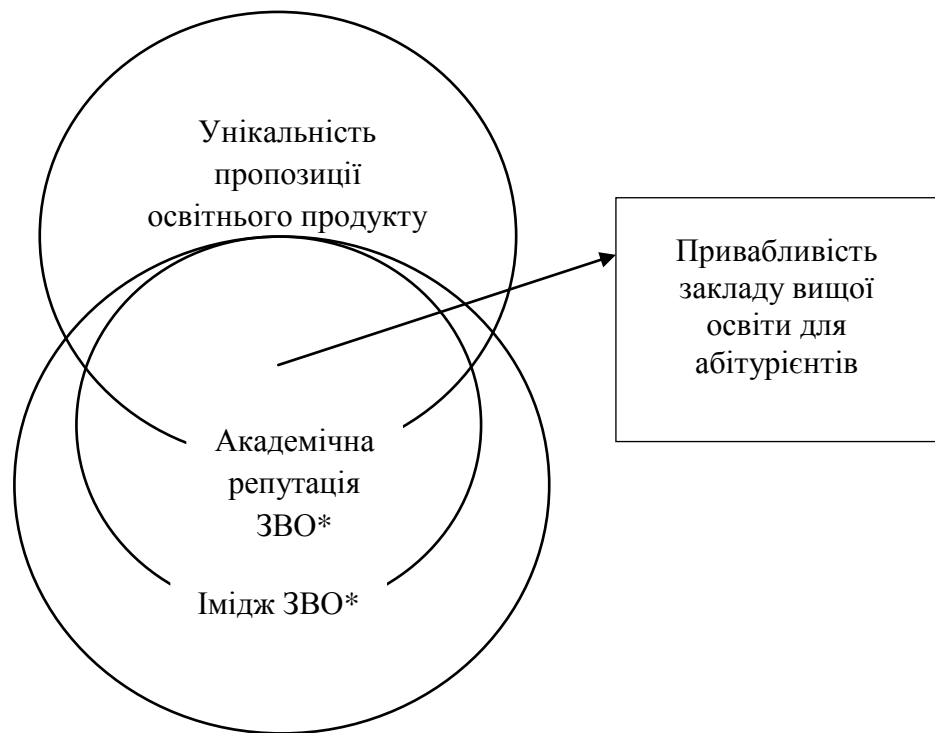 Унікальність
пропозиції
освітнього продукту
Привабливість
закладу вищої
освіти для
абітурієнтів
Академічна
репутація
ЗВО*
Імідж ЗВО*